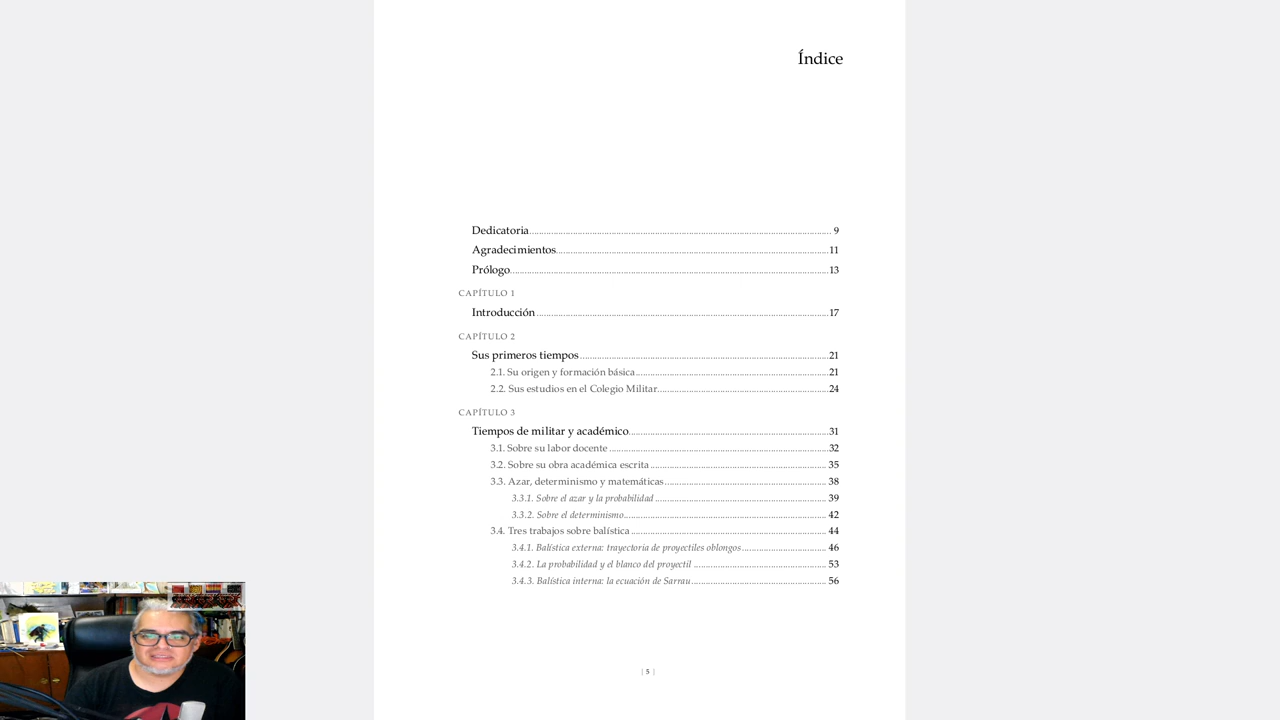 Índice
Dedicatoria 9
Agradecimientos 11
Prólogo 13
CAPÍTULO 1
Introducción 17
CAPÍTULO 2
Sus primeros tiempos 21
2.1. Su origen y formación básica 21
2.2. Sus estudios en el Colegio Militar 24
CAPÍTULO 3
Tiempos de militar y académico 31
3.1. Sobre su labor docente 32
3.2. Sobre su obra académica escrita 35
3.3. Azar, determinismo y matemáticas 38
3.3.1. Sobre el azar y la probabilidad 39
3.3.2. Sobre el determinismo 42
3.4. Tres trabajos sobre balística 44
3.4.1. Balística externa: trayectoria de proyectiles oblongos 46
3.4.2. La probabilidad y el blanco del proyectil 53
3.4.3. Balística interna: la ecuación de Sarrau 56
| 5 |